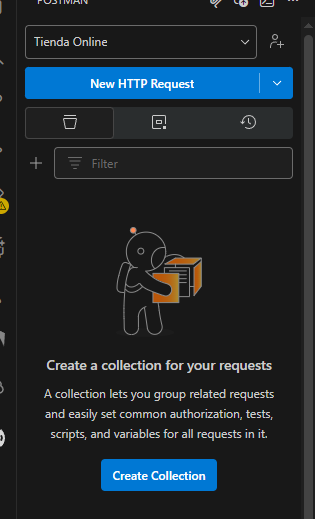 POSTMAN
Tienda Online
New HTTP Request
Filter
Create a collection for your requests
A collection lets you group related requests
and easily set common authorization, tests,
scripts, and variables for all requests in it.
Create Collection